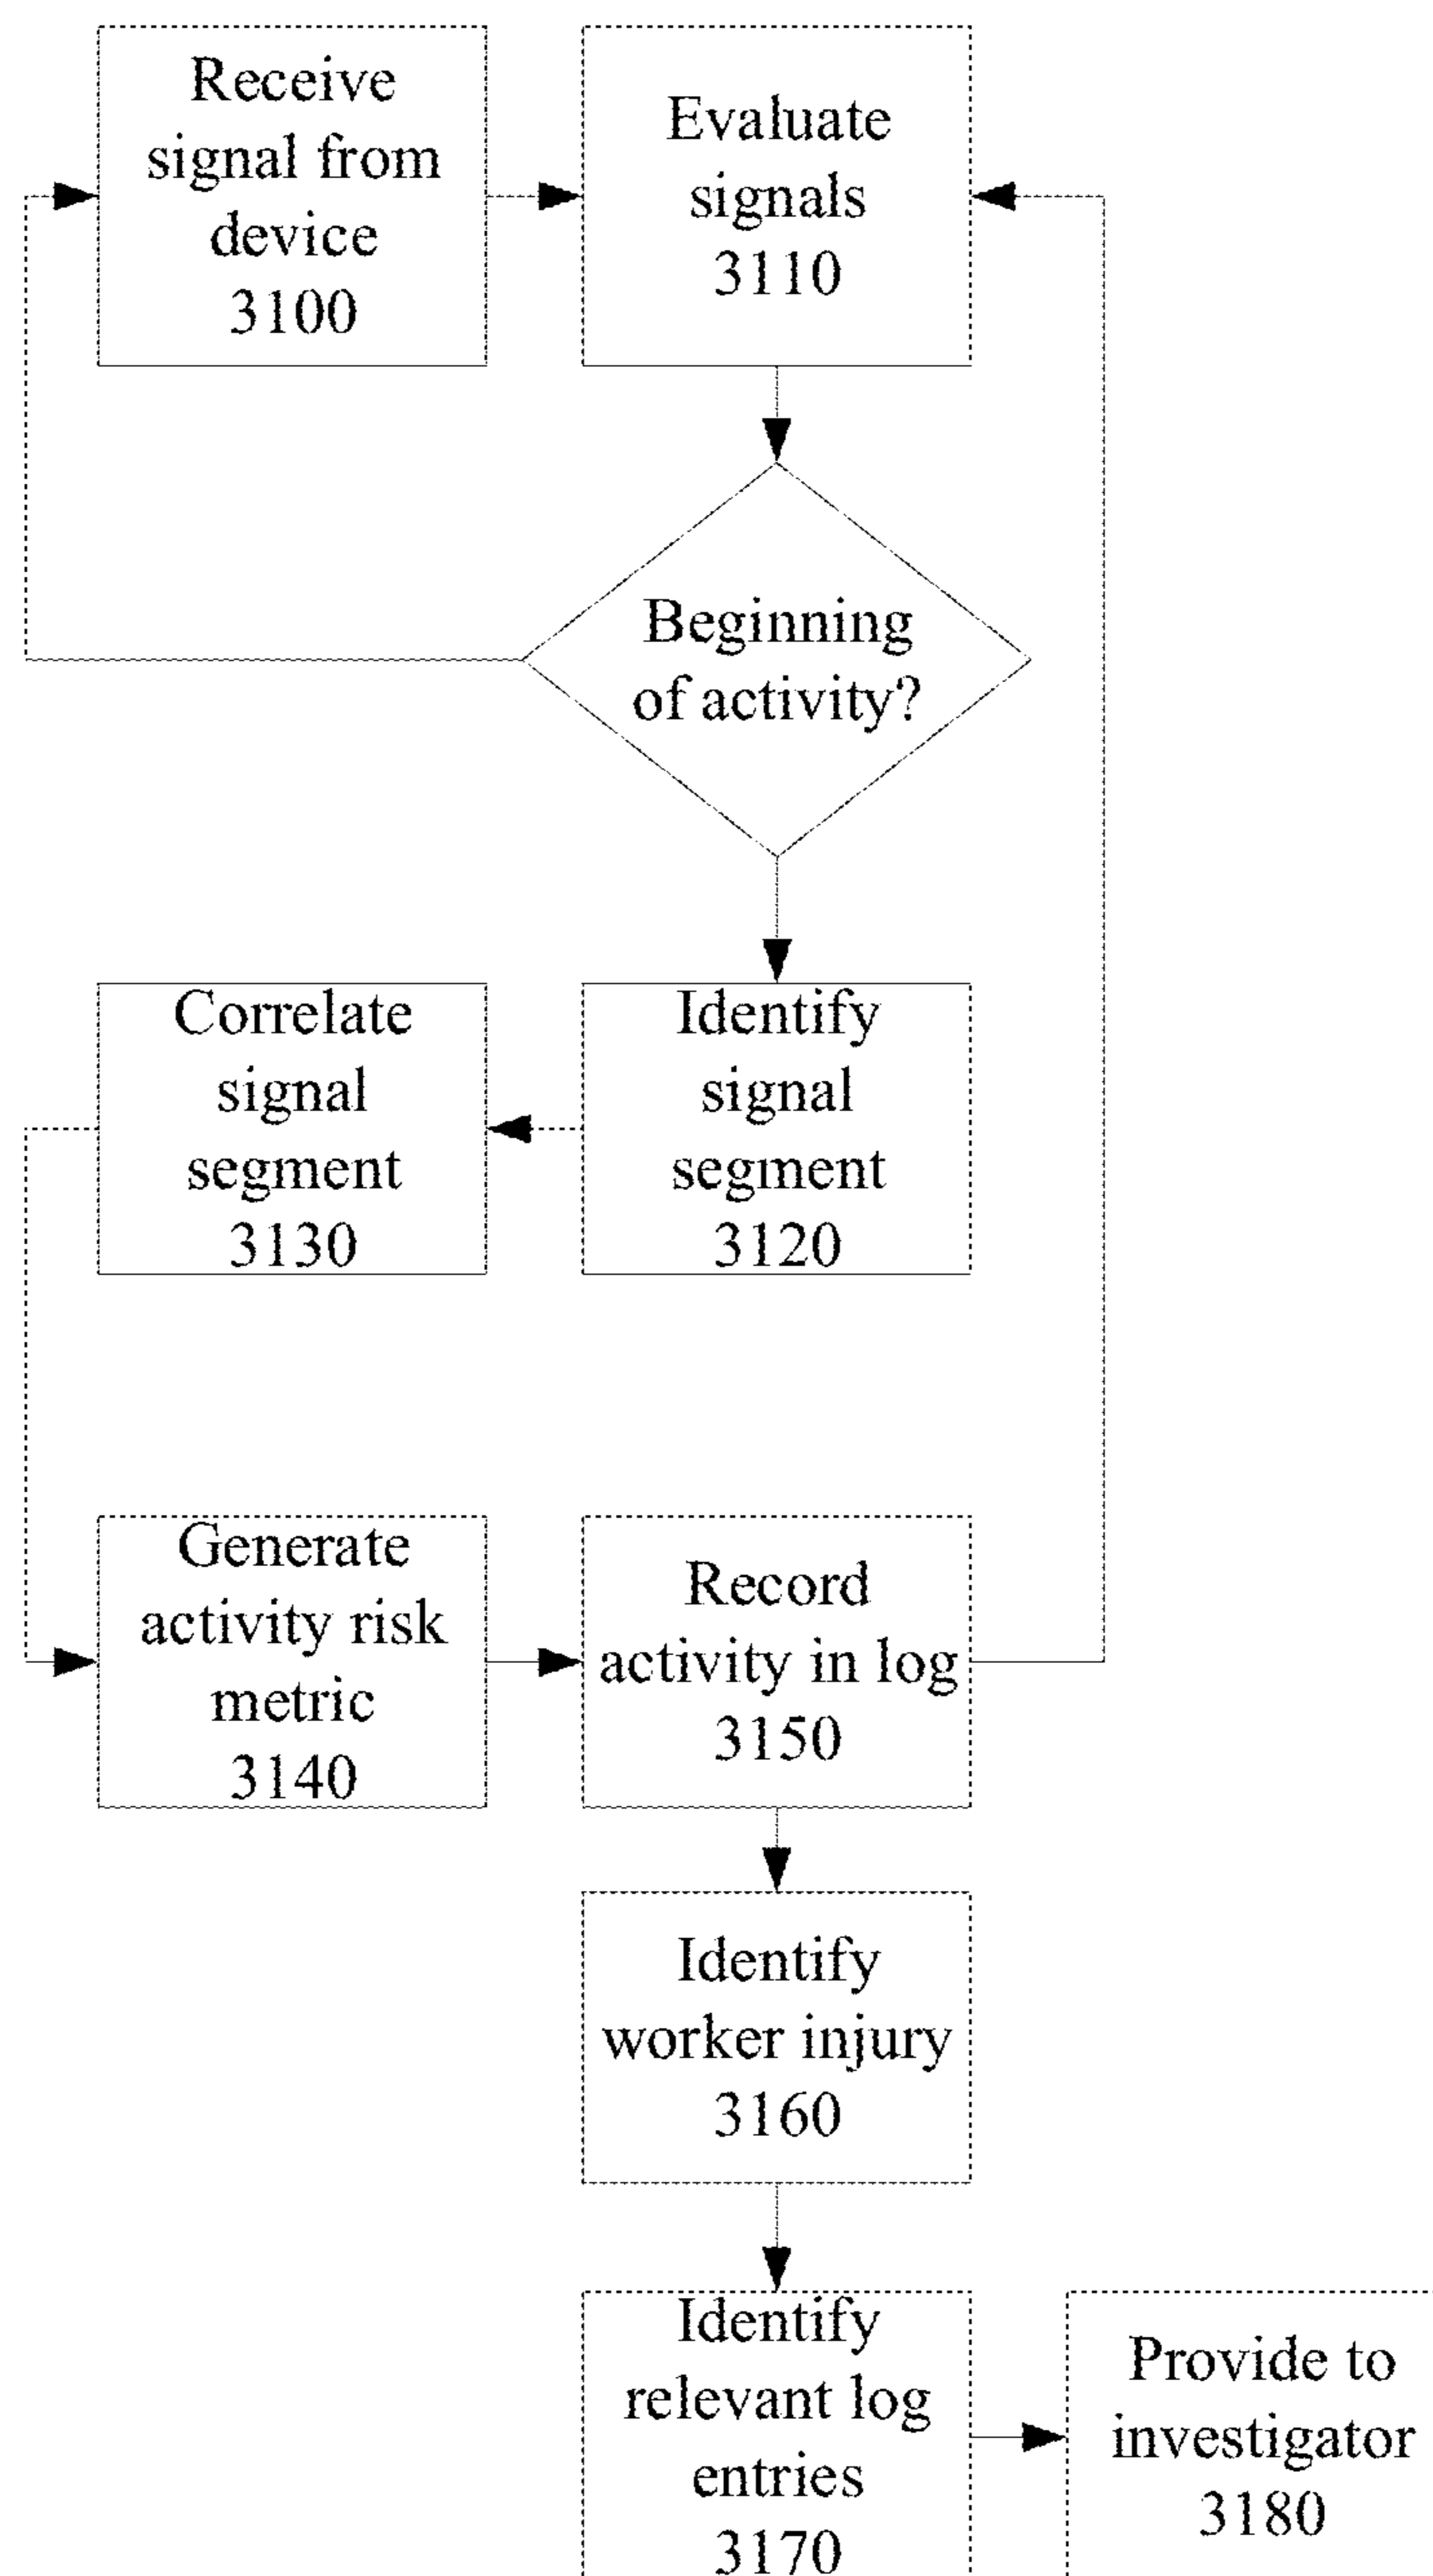 Receive
signal from
device
3100
Evaluate
signals
3110
Beginning
of activity?
Correlate
signal
segment
3130
Identify
signal
segment
3120
Generate
activity risk
metric
3140
Record
activity in log
3150
Identify
worker injury
3160
Identify
relevant log
entries
3170
Provide to
investigator
3180